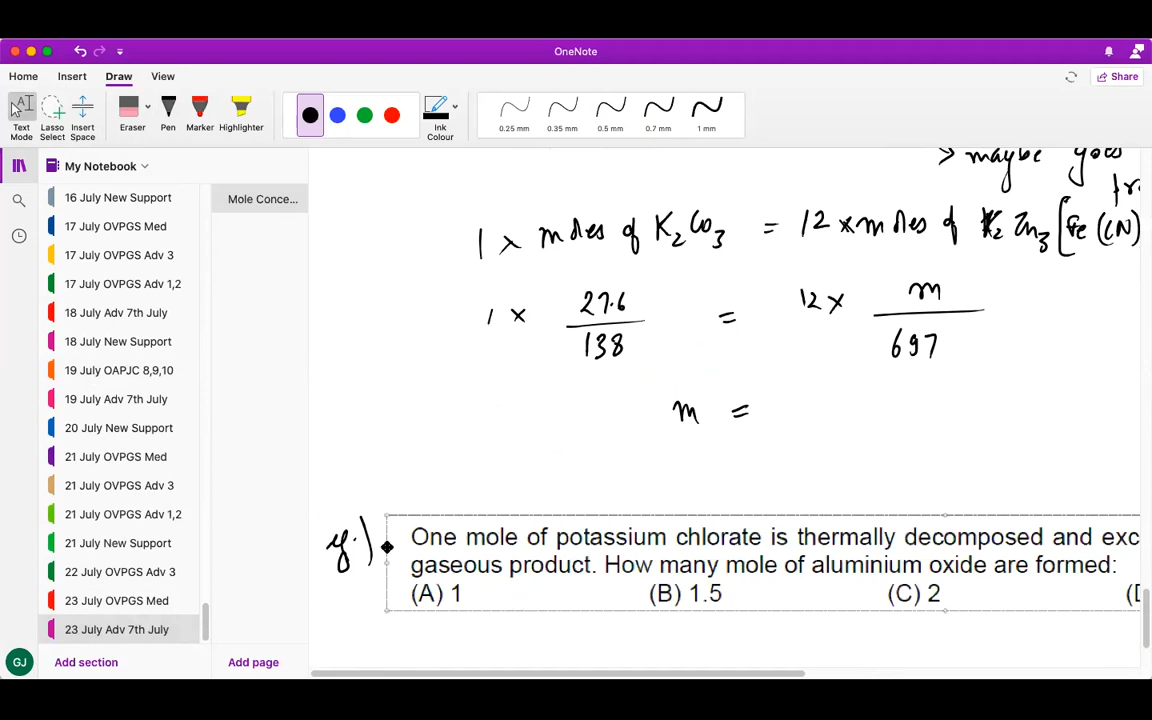 OneNote
Home Insert Draw View
Share
Text Mode
Lasso Select
Insert Space
Eraser
Pen
Marker
Highlighter
Ink Colour
0.25 mm
0.35 mm
0.5 mm
0.7 mm
1 mm
My Notebook
16 July New Support
17 July OVPGS Med
17 July OVPGS Adv 3
17 July OVPGS Adv 1,2
18 July Adv 7th July
18 July New Support
19 July OAPJC 8,9,10
19 July Adv 7th July
20 July New Support
21 July OVPGS Med
21 July OVPGS Adv 3
21 July OVPGS Adv 1,2
21 July New Support
22 July OVPGS Adv 3
23 July OVPGS Med
23 July Adv 7th July
GJ
Add section
Mole Conce...
Add page
> maybe goes
1 × moles of K2CO3 = 12 × moles of K2 Zn3 [Fe(CN)
1 × 27.6 / 138 = 12 × m / 697
m =
One mole of potassium chlorate is thermally decomposed and exc
gaseous product. How many mole of aluminium oxide are formed:
(A) 1 (B) 1.5 (C) 2 (D